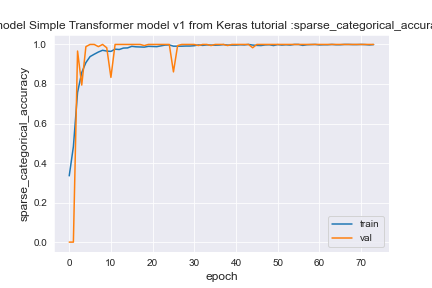 model Simple Transformer model v1 from Keras tutorial :sparse_categorical_accura
sparse_categorical_accuracy
1.0
0.8
0.6
0.4
0.2
0.0
train
val
0 10 20 30 40 50 60 70
epoch